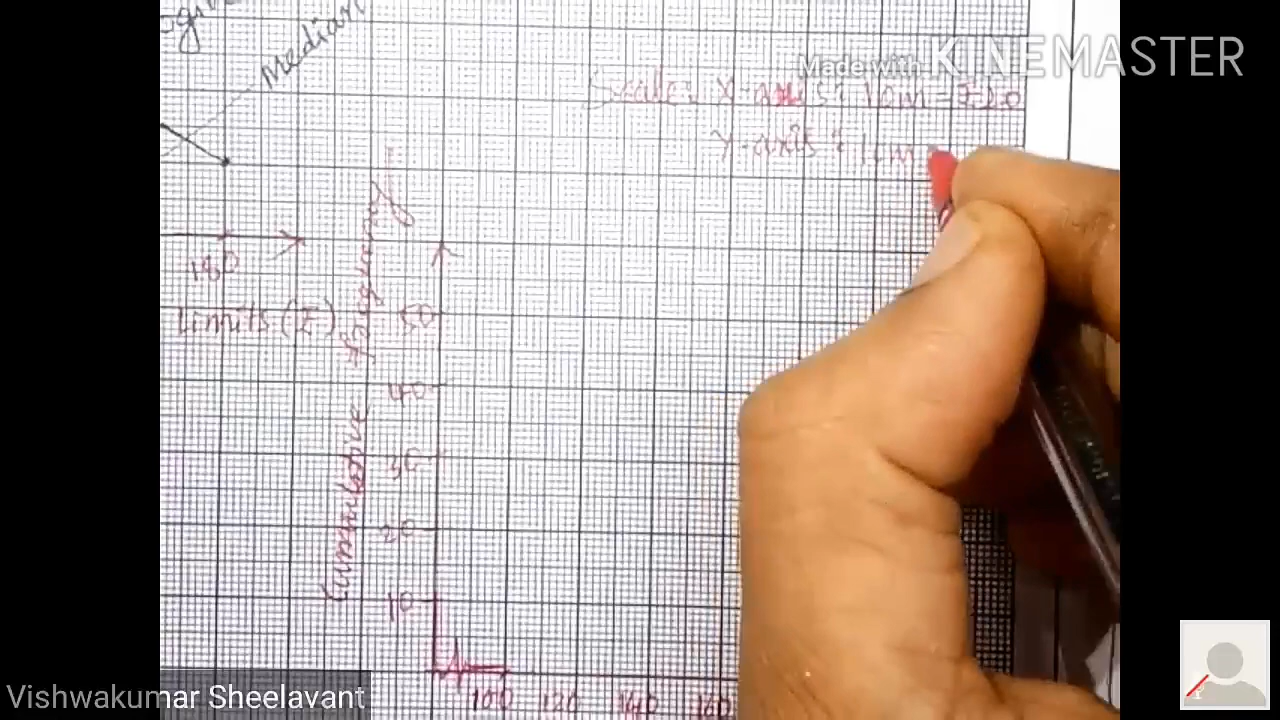 Median
Made with KINEMASTER
Scale: X-axis: 1cm = ₹20
Y-axis : 1cm
180
Limits (₹)
Cumulative frequency
50
40
30
20
10
100 120 140 160
Vishwakumar Sheelavant